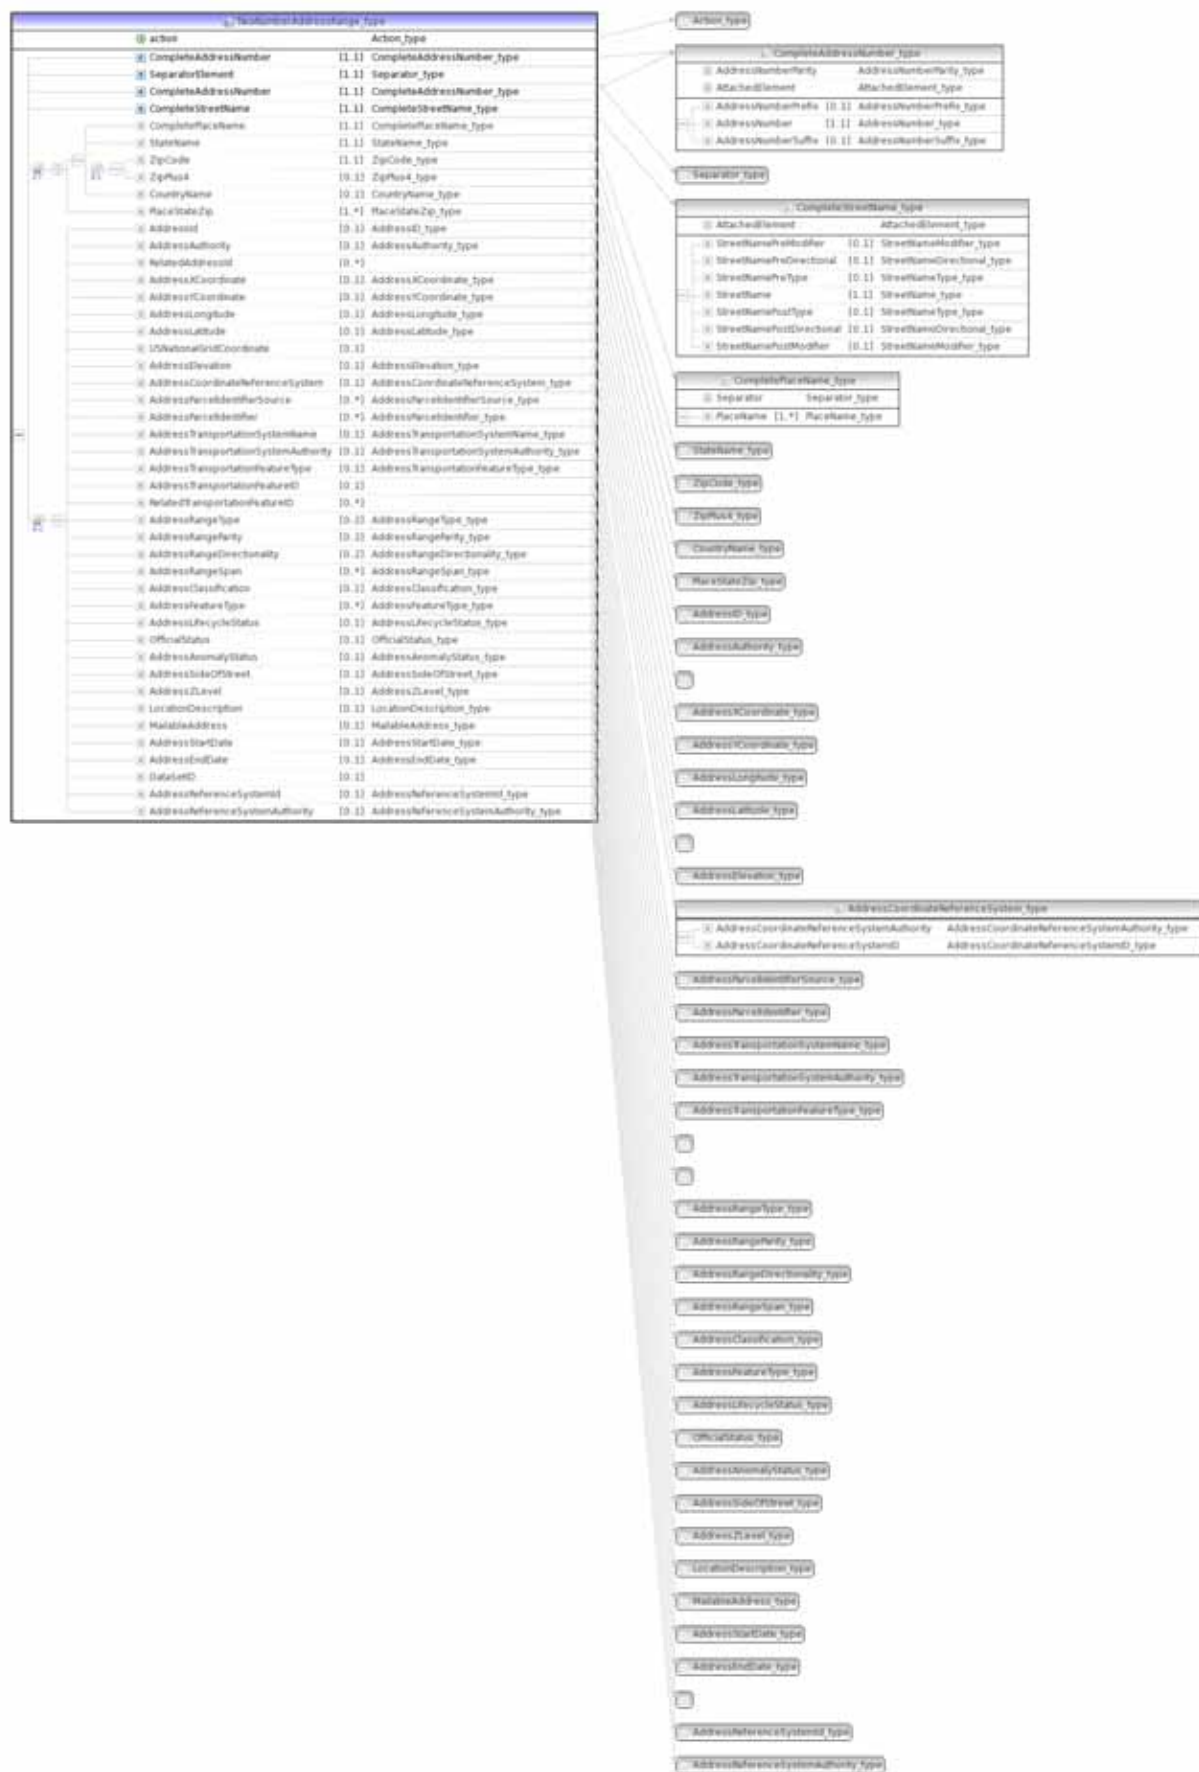 TwoNumberAddressRange_type
action Action_type
CompleteAddressNumber [1..1] CompleteAddressNumber_type
SeparatorElement [1..1] Separator_type
CompleteAddressNumber [1..1] CompleteAddressNumber_type
CompleteStreetName [1..1] CompleteStreetName_type
CompletePlaceName [1..1] CompletePlaceName_type
StateName [1..1] StateName_type
ZipCode [1..1] ZipCode_type
ZipPlus4 [0..1] ZipPlus4_type
CountryName [0..1] CountryName_type
PlaceStateZip [1..*] PlaceStateZip_type
AddressId [0..1] AddressID_type
AddressAuthority [0..1] AddressAuthority_type
RelatedAddressId [0..*]
AddressXCoordinate [0..1] AddressXCoordinate_type
AddressYCoordinate [0..1] AddressYCoordinate_type
AddressLongitude [0..1] AddressLongitude_type
AddressLatitude [0..1] AddressLatitude_type
USNationalGridCoordinate [0..1]
AddressElevation [0..1] AddressElevation_type
AddressCoordinateReferenceSystem [0..1] AddressCoordinateReferenceSystem_type
AddressParcelIdentifierSource [0..*] AddressParcelIdentifierSource_type
AddressParcelIdentifier [0..*] AddressParcelIdentifier_type
AddressTransportationSystemName [0..1] AddressTransportationSystemName_type
AddressTransportationSystemAuthority [0..1] AddressTransportationSystemAuthority_type
AddressTransportationFeatureType [0..1] AddressTransportationFeatureType_type
AddressTransportationFeatureID [0..1]
RelatedTransportationFeatureID [0..*]
AddressRangeType [0..1] AddressRangeType_type
AddressRangeParity [0..1] AddressRangeParity_type
AddressRangeDirectionality [0..1] AddressRangeDirectionality_type
AddressRangeSpan [0..*] AddressRangeSpan_type
AddressClassification [0..1] AddressClassification_type
AddressFeatureType [0..*] AddressFeatureType_type
AddressLifecycleStatus [0..1] AddressLifecycleStatus_type
OfficialStatus [0..1] OfficialStatus_type
AddressAnomalyStatus [0..1] AddressAnomalyStatus_type
AddressSideOfStreet [0..1] AddressSideOfStreet_type
AddressZLevel [0..1] AddressZLevel_type
LocationDescription [0..1] LocationDescription_type
MailableAddress [0..1] MailableAddress_type
AddressStartDate [0..1] AddressStartDate_type
AddressEndDate [0..1] AddressEndDate_type
DataSetID [0..1]
AddressReferenceSystemId [0..1] AddressReferenceSystemId_type
AddressReferenceSystemAuthority [0..1] AddressReferenceSystemAuthority_type
Action_type
CompleteAddressNumber_type
AddressNumberParity AddressNumberParity_type
AttachedElement AttachedElement_type
AddressNumberPrefix [0..1] AddressNumberPrefix_type
AddressNumber [1..1] AddressNumber_type
AddressNumberSuffix [0..1] AddressNumberSuffix_type
Separator_type
CompleteStreetName_type
AttachedElement AttachedElement_type
StreetNamePreModifier [0..1] StreetNameModifier_type
StreetNamePreDirectional [0..1] StreetNameDirectional_type
StreetNamePreType [0..1] StreetNameType_type
StreetName [1..1] StreetName_type
StreetNamePostType [0..1] StreetNameType_type
StreetNamePostDirectional [0..1] StreetNameDirectional_type
StreetNamePostModifier [0..1] StreetNameModifier_type
CompletePlaceName_type
Separator Separator_type
PlaceName [1..*] PlaceName_type
StateName_type
ZipCode_type
ZipPlus4_type
CountryName_type
PlaceStateZip_type
AddressID_type
AddressAuthority_type
AddressXCoordinate_type
AddressYCoordinate_type
AddressLongitude_type
AddressLatitude_type
AddressElevation_type
AddressCoordinateReferenceSystem_type
AddressCoordinateReferenceSystemAuthority AddressCoordinateReferenceSystemAuthority_type
AddressCoordinateReferenceSystemID AddressCoordinateReferenceSystemID_type
AddressParcelIdentifierSource_type
AddressParcelIdentifier_type
AddressTransportationSystemName_type
AddressTransportationSystemAuthority_type
AddressTransportationFeatureType_type
AddressRangeType_type
AddressRangeParity_type
AddressRangeDirectionality_type
AddressRangeSpan_type
AddressClassification_type
AddressFeatureType_type
AddressLifecycleStatus_type
OfficialStatus_type
AddressAnomalyStatus_type
AddressSideOfStreet_type
AddressZLevel_type
LocationDescription_type
MailableAddress_type
AddressStartDate_type
AddressEndDate_type
AddressReferenceSystemId_type
AddressReferenceSystemAuthority_type